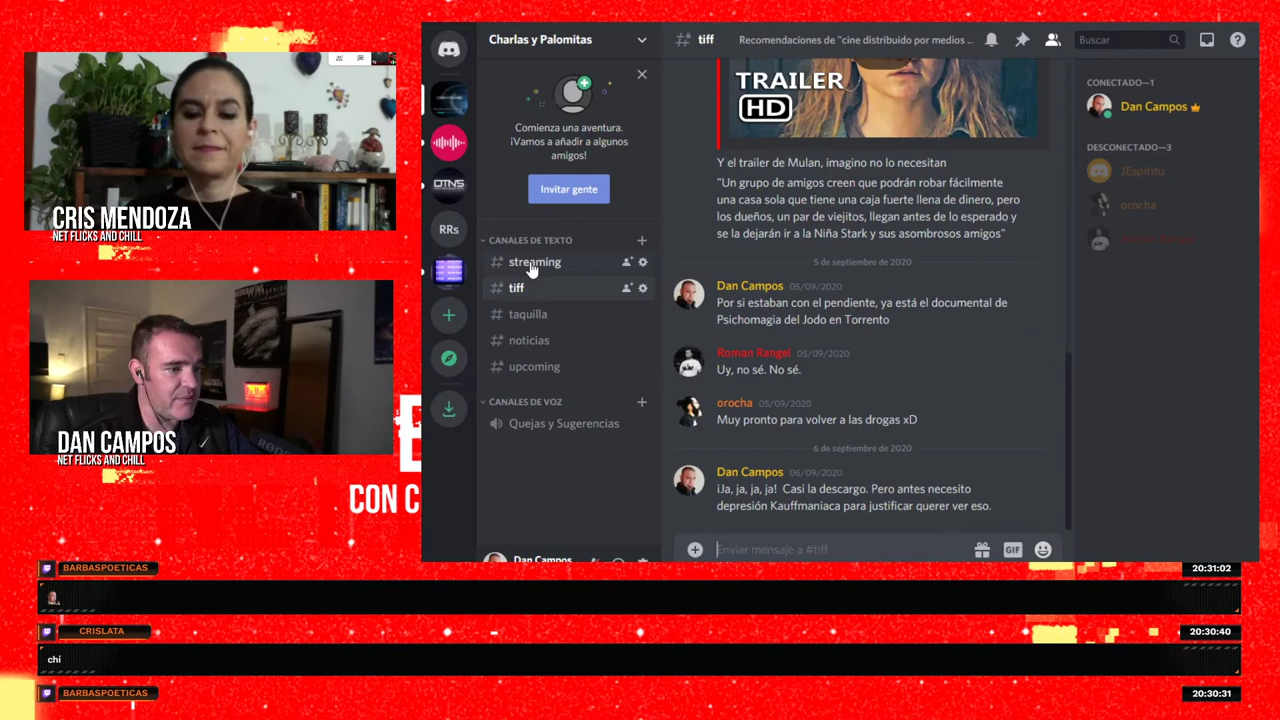 CRIS MENDOZA
NET FLICKS AND CHILL
DAN CAMPOS
NET FLICKS AND CHILL
CON C
Charlas y Palomitas
Comienza una aventura.
¡Vamos a añadir a algunos
amigos!
Invitar gente
CANALES DE TEXTO
streaming
tiff
taquilla
noticias
upcoming
CANALES DE VOZ
Quejas y Sugerencias
Dan Campos
DTNS
RRs
tiff
Recomendaciones de "cine distribuido por medios ...
Buscar
TRAILER
HD
Y el trailer de Mulan, imagino no lo necesitan
"Un grupo de amigos creen que podrán robar fácilmente
una casa sola que tiene una caja fuerte llena de dinero, pero
los dueños, un par de viejitos, llegan antes de lo esperado y
se la dejarán ir a la Niña Stark y sus asombrosos amigos"
5 de septiembre de 2020
Dan Campos 05/09/2020
Por si estaban con el pendiente, ya está el documental de
Psichomagia del Jodo en Torrento
Roman Rangel 05/09/2020
Uy, no sé. No sé.
orocha 05/09/2020
Muy pronto para volver a las drogas xD
6 de septiembre de 2020
Dan Campos 06/09/2020
¡Ja, ja, ja, ja! Casi la descargo. Pero antes necesito
depresión Kauffmaniaca para justificar querer ver eso.
Enviar mensaje a #tiff
GIF
CONECTADO—1
Dan Campos
DESCONECTADO—3
JEspiritu
orocha
BARBASPOETICAS
20:31:02
CRISLATA
20:30:40
chi
BARBASPOETICAS
20:30:31